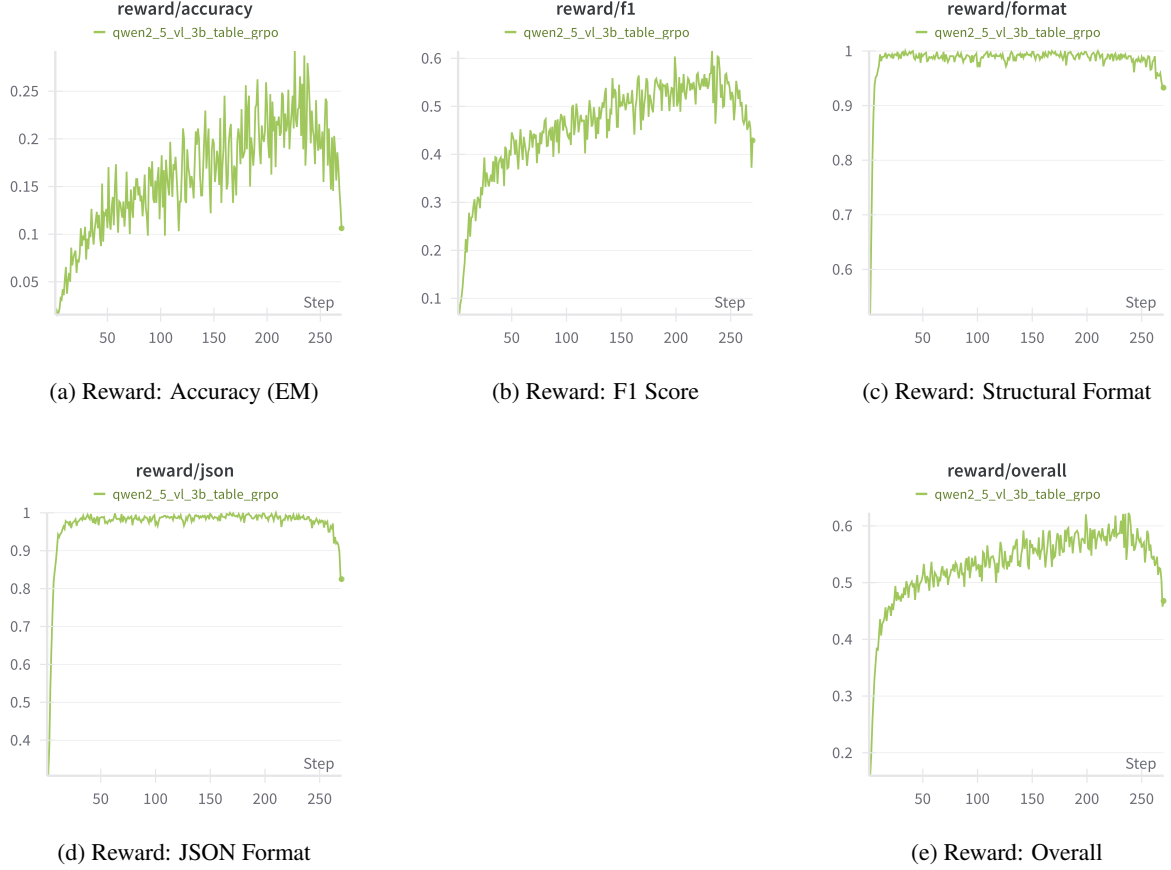 reward/accuracy
qwen2_5_vl_3b_table_grpo
0.25
0.2
0.15
0.1
0.05
Step
50 100 150 200 250
(a) Reward: Accuracy (EM)
reward/f1
qwen2_5_vl_3b_table_grpo
0.6
0.5
0.4
0.3
0.2
0.1
Step
50 100 150 200 250
(b) Reward: F1 Score
reward/format
qwen2_5_vl_3b_table_grpo
1
0.9
0.8
0.7
0.6
Step
50 100 150 200 250
(c) Reward: Structural Format
reward/json
qwen2_5_vl_3b_table_grpo
1
0.9
0.8
0.7
0.6
0.5
0.4
Step
50 100 150 200 250
(d) Reward: JSON Format
reward/overall
qwen2_5_vl_3b_table_grpo
0.6
0.5
0.4
0.3
0.2
Step
50 100 150 200 250
(e) Reward: Overall